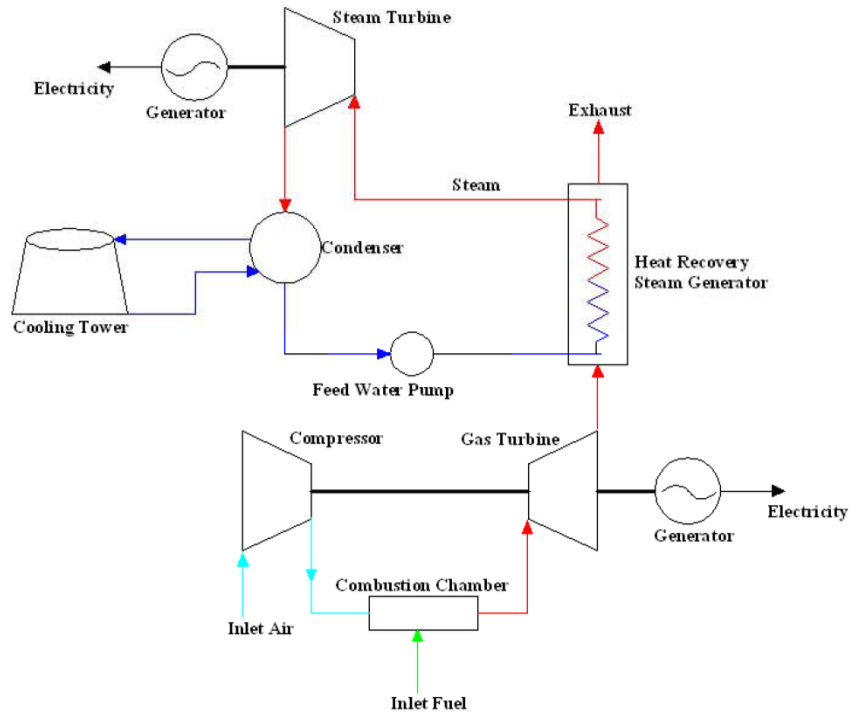 Steam Turbine
Electricity
Generator
Exhaust
Steam
Condenser
Heat Recovery
Steam Generator
Cooling Tower
Feed Water Pump
Compressor
Gas Turbine
Electricity
Generator
Combustion Chamber
Inlet Air
Inlet Fuel